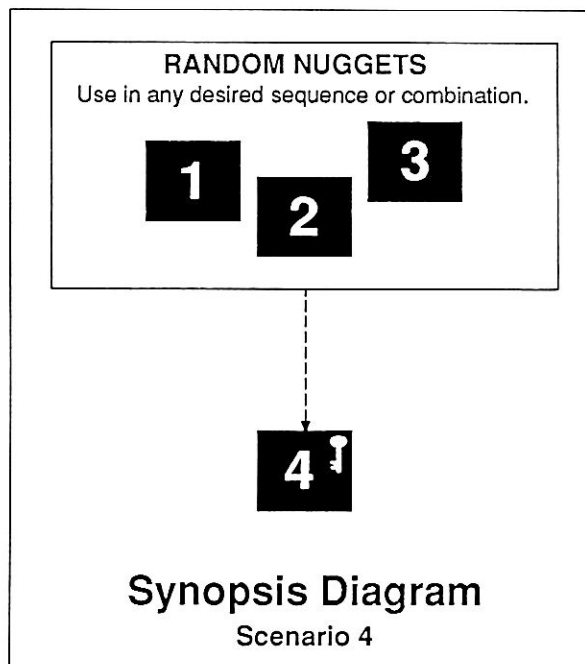 RANDOM NUGGETS
Use in any desired sequence or combination.
1
2
3
4
Synopsis Diagram
Scenario 4